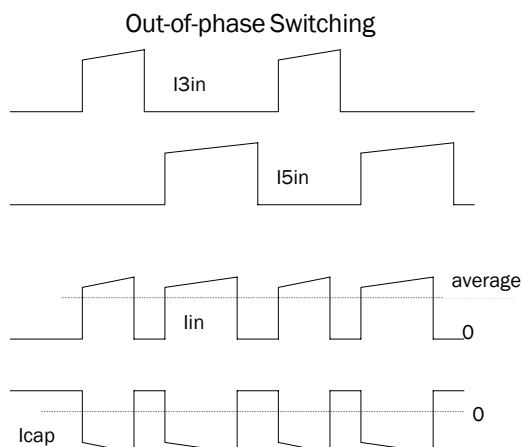 Out-of-phase Switching
I3in
I5in
average
Iin
0
0
Icap